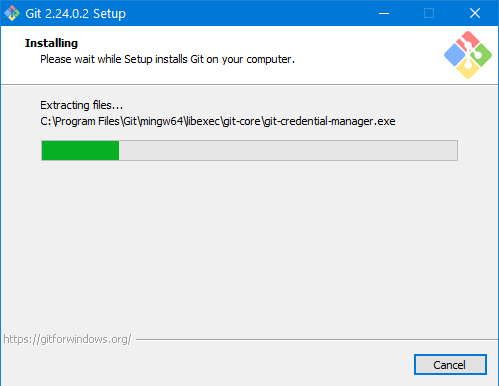 Git 2.24.0.2 Setup
Installing
Please wait while Setup installs Git on your computer.
Extracting files...
C:\Program Files\Git\mingw64\libexec\git-core\git-credential-manager.exe
https://gitforwindows.org/
Cancel